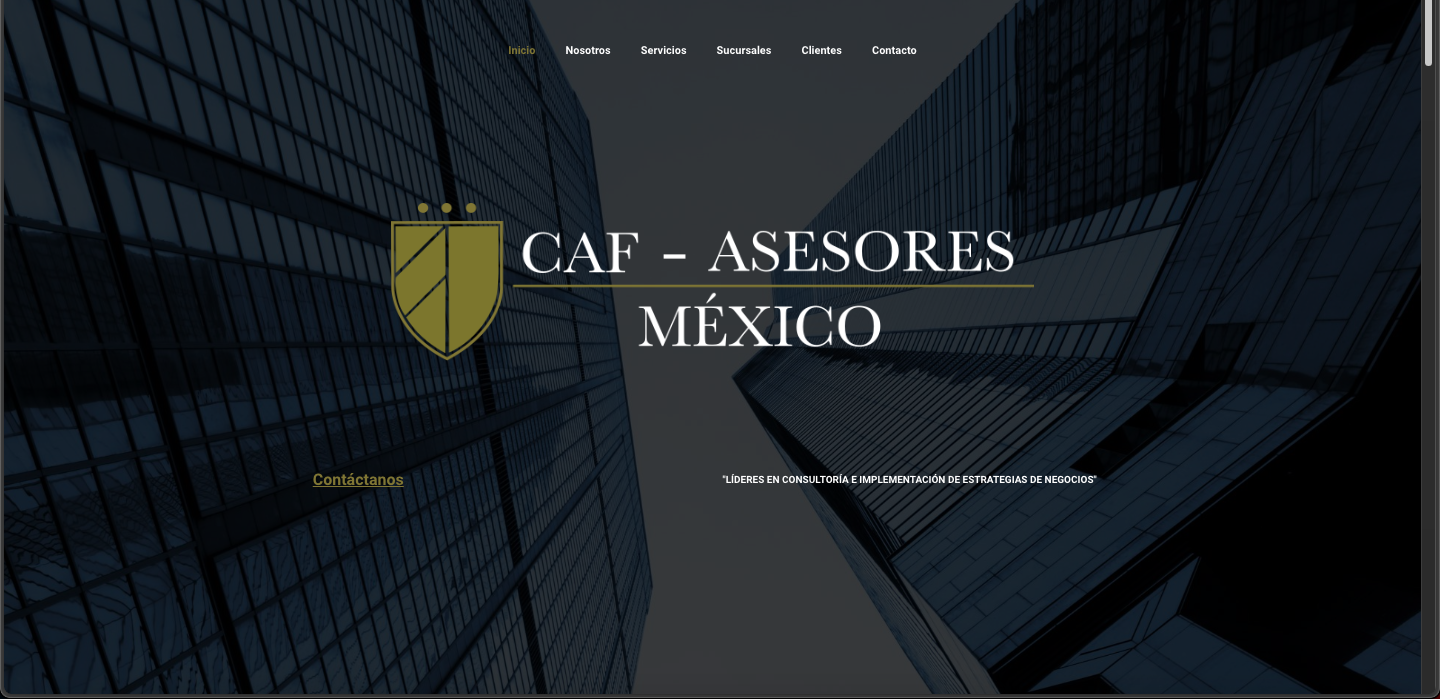 Inicio Nosotros Servicios Sucursales Clientes Contacto
CAF - ASESORES
MÉXICO
Contáctanos
"LÍDERES EN CONSULTORÍA E IMPLEMENTACIÓN DE ESTRATEGIAS DE NEGOCIOS"